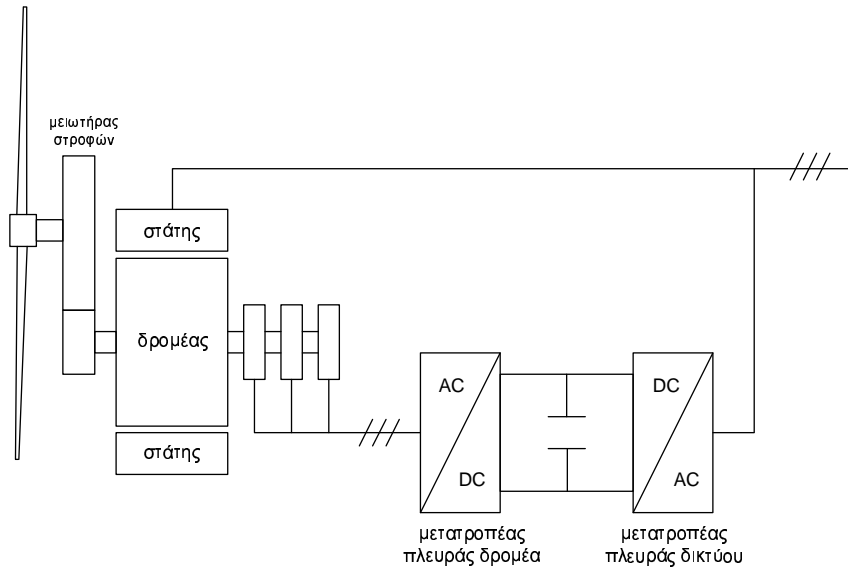 μειωτήρας
στροφών
στάτης
δρομέας
στάτης
AC
DC
DC
AC
μετατροπέας
πλευράς δρομέα
μετατροπέας
πλευράς δικτύου